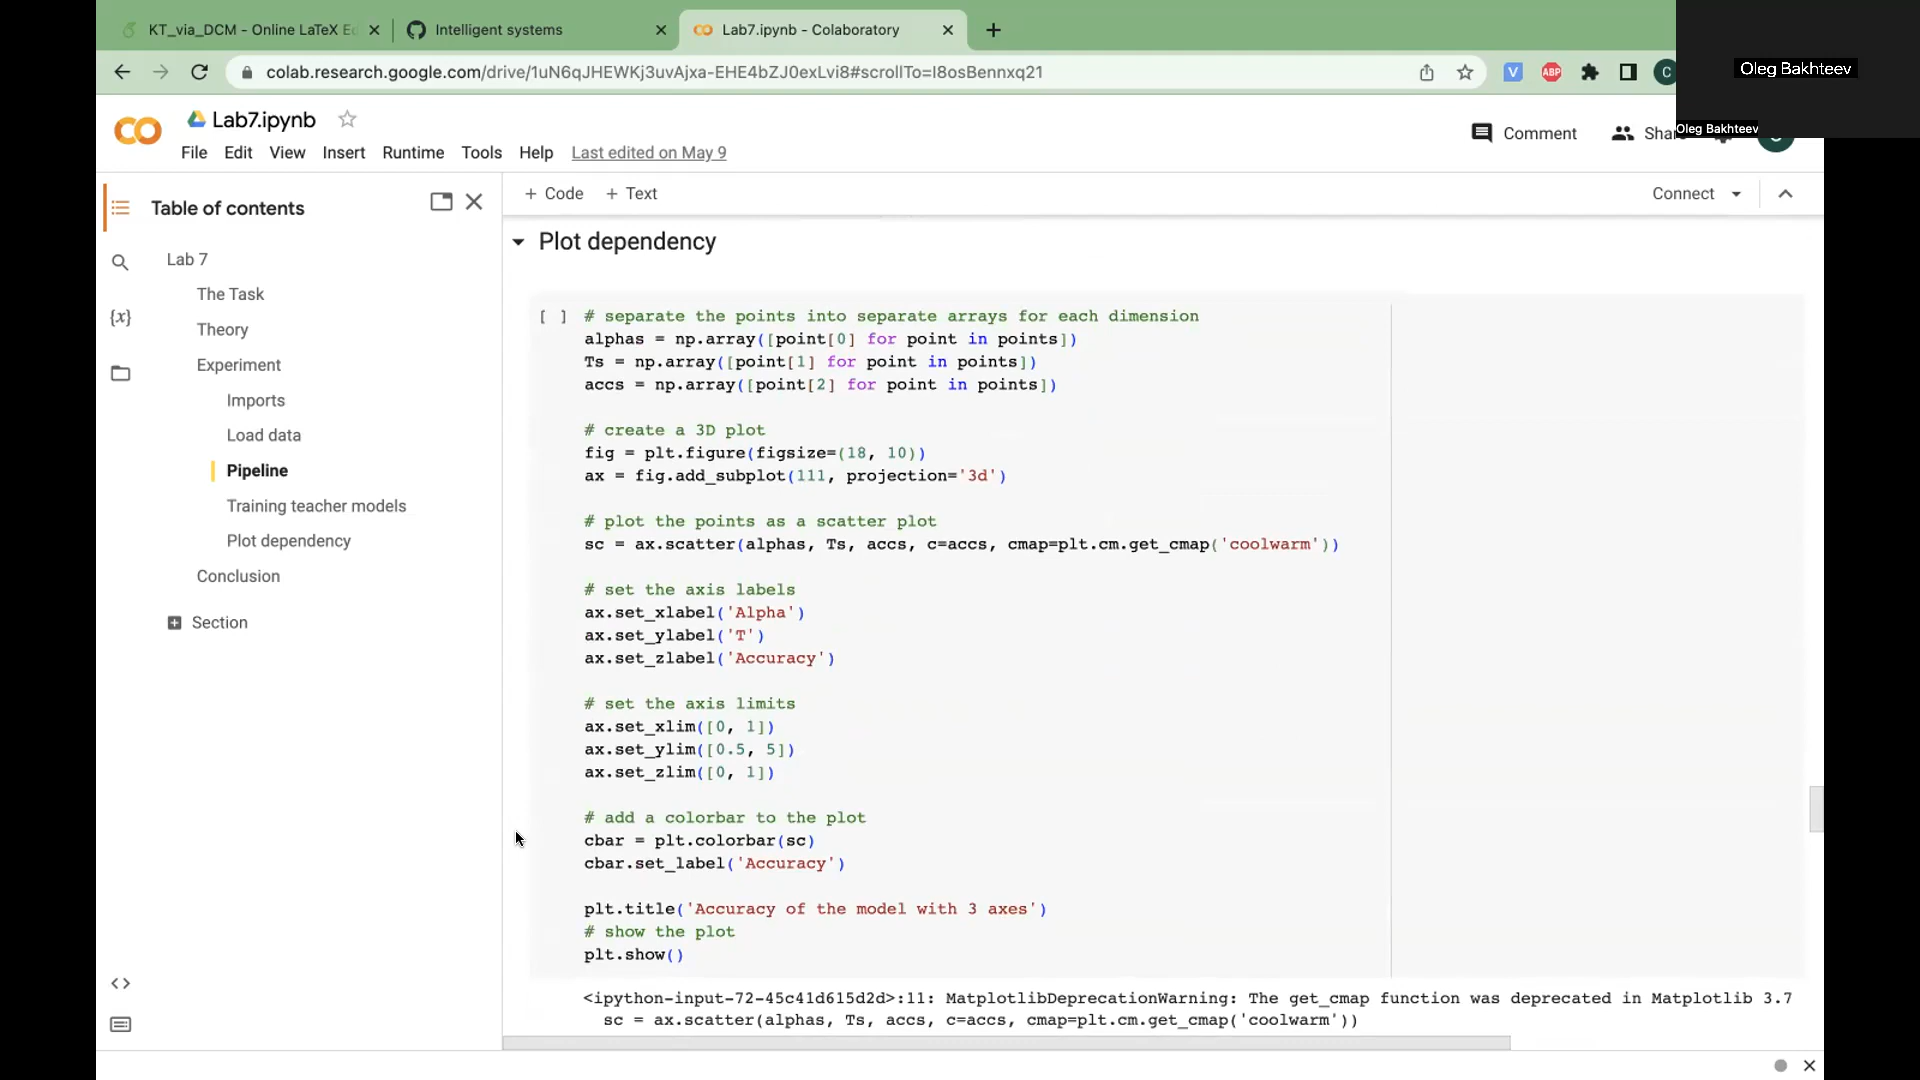 KT_via_DCM - Online LaTeX Ed
Intelligent systems
Lab7.ipynb - Colaboratory
colab.research.google.com/drive/1uN6qJHEWKj3uvAjxa-EHE4bZJ0exLvi8#scrollTo=I8osBennxq21
V
ABP
C
Oleg Bakhteev
Oleg Bakhteev
Lab7.ipynb
Comment
Shar
File Edit View Insert Runtime Tools Help Last edited on May 9
Table of contents
+ Code + Text
Connect
Lab 7
The Task
Theory
Experiment
Imports
Load data
Pipeline
Training teacher models
Plot dependency
Conclusion
Section
{x}
<>
Plot dependency
[ ] # separate the points into separate arrays for each dimension
alphas = np.array([point[0] for point in points])
Ts = np.array([point[1] for point in points])
accs = np.array([point[2] for point in points])
# create a 3D plot
fig = plt.figure(figsize=(18, 10))
ax = fig.add_subplot(111, projection='3d')
# plot the points as a scatter plot
sc = ax.scatter(alphas, Ts, accs, c=accs, cmap=plt.cm.get_cmap('coolwarm'))
# set the axis labels
ax.set_xlabel('Alpha')
ax.set_ylabel('T')
ax.set_zlabel('Accuracy')
# set the axis limits
ax.set_xlim([0, 1])
ax.set_ylim([0.5, 5])
ax.set_zlim([0, 1])
# add a colorbar to the plot
cbar = plt.colorbar(sc)
cbar.set_label('Accuracy')
plt.title('Accuracy of the model with 3 axes')
# show the plot
plt.show()
<ipython-input-72-45c41d615d2d>:11: MatplotlibDeprecationWarning: The get_cmap function was deprecated in Matplotlib 3.7
sc = ax.scatter(alphas, Ts, accs, c=accs, cmap=plt.cm.get_cmap('coolwarm'))